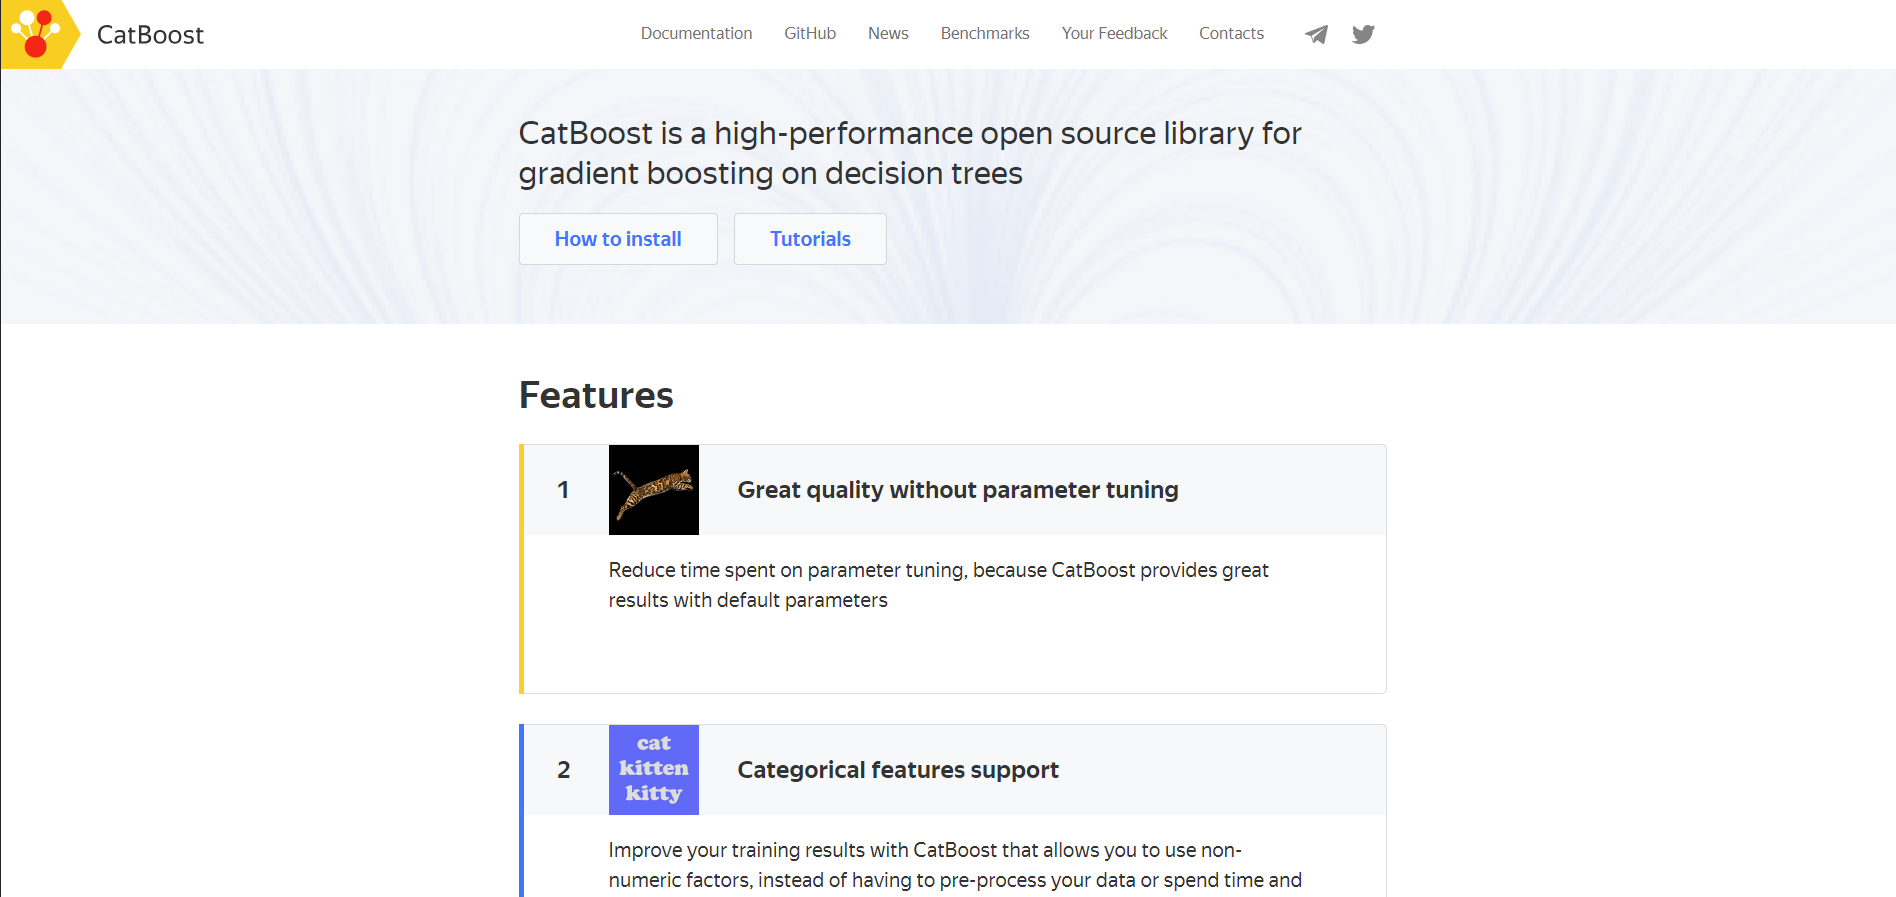 CatBoost
Documentation
GitHub
News
Benchmarks
Your Feedback
Contacts
CatBoost is a high-performance open source library for
gradient boosting on decision trees
How to install
Tutorials
Features
1
Great quality without parameter tuning
Reduce time spent on parameter tuning, because CatBoost provides great
results with default parameters
2
cat
kitten
kitty
Categorical features support
Improve your training results with CatBoost that allows you to use non-
numeric factors, instead of having to pre-process your data or spend time and